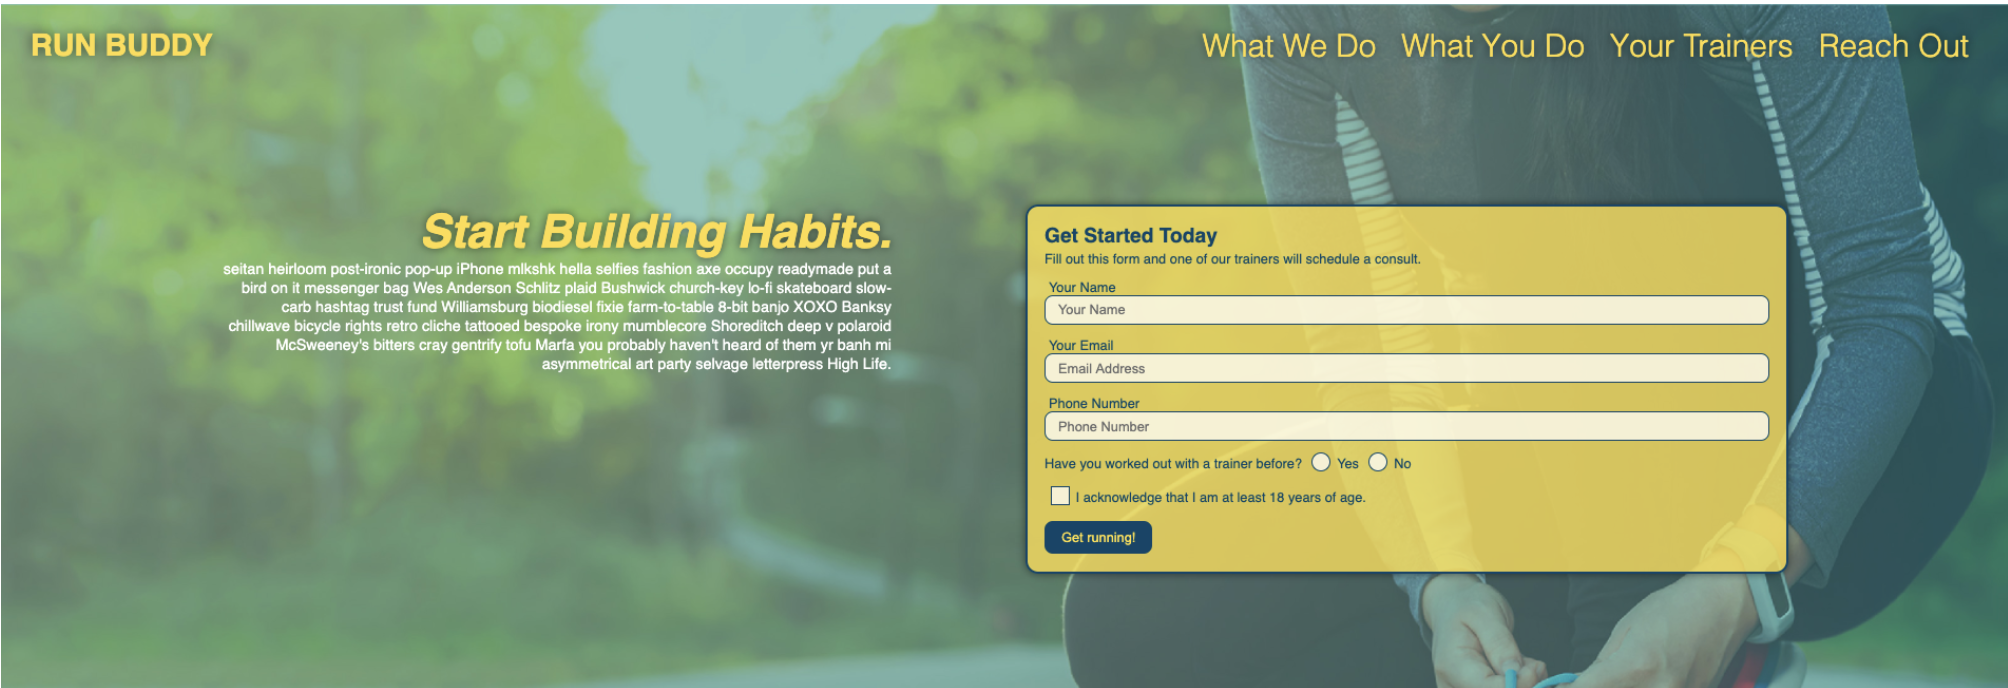 RUN BUDDY
What We Do What You Do Your Trainers Reach Out
Start Building Habits.
seitan heirloom post-ironic pop-up iPhone mlkshk hella selfies fashion axe occupy readymade put a
bird on it messenger bag Wes Anderson Schlitz plaid Bushwick church-key lo-fi skateboard slow-
carb hashtag trust fund Williamsburg biodiesel fixie farm-to-table 8-bit banjo XOXO Banksy
chillwave bicycle rights retro cliche tattooed bespoke irony mumblecore Shoreditch deep v polaroid
McSweeney's bitters cray gentrify tofu Marfa you probably haven't heard of them yr banh mi
asymmetrical art party selvage letterpress High Life.
Get Started Today
Fill out this form and one of our trainers will schedule a consult.
Your Name
Your Name
Your Email
Email Address
Phone Number
Phone Number
Have you worked out with a trainer before? Yes No
I acknowledge that I am at least 18 years of age.
Get running!